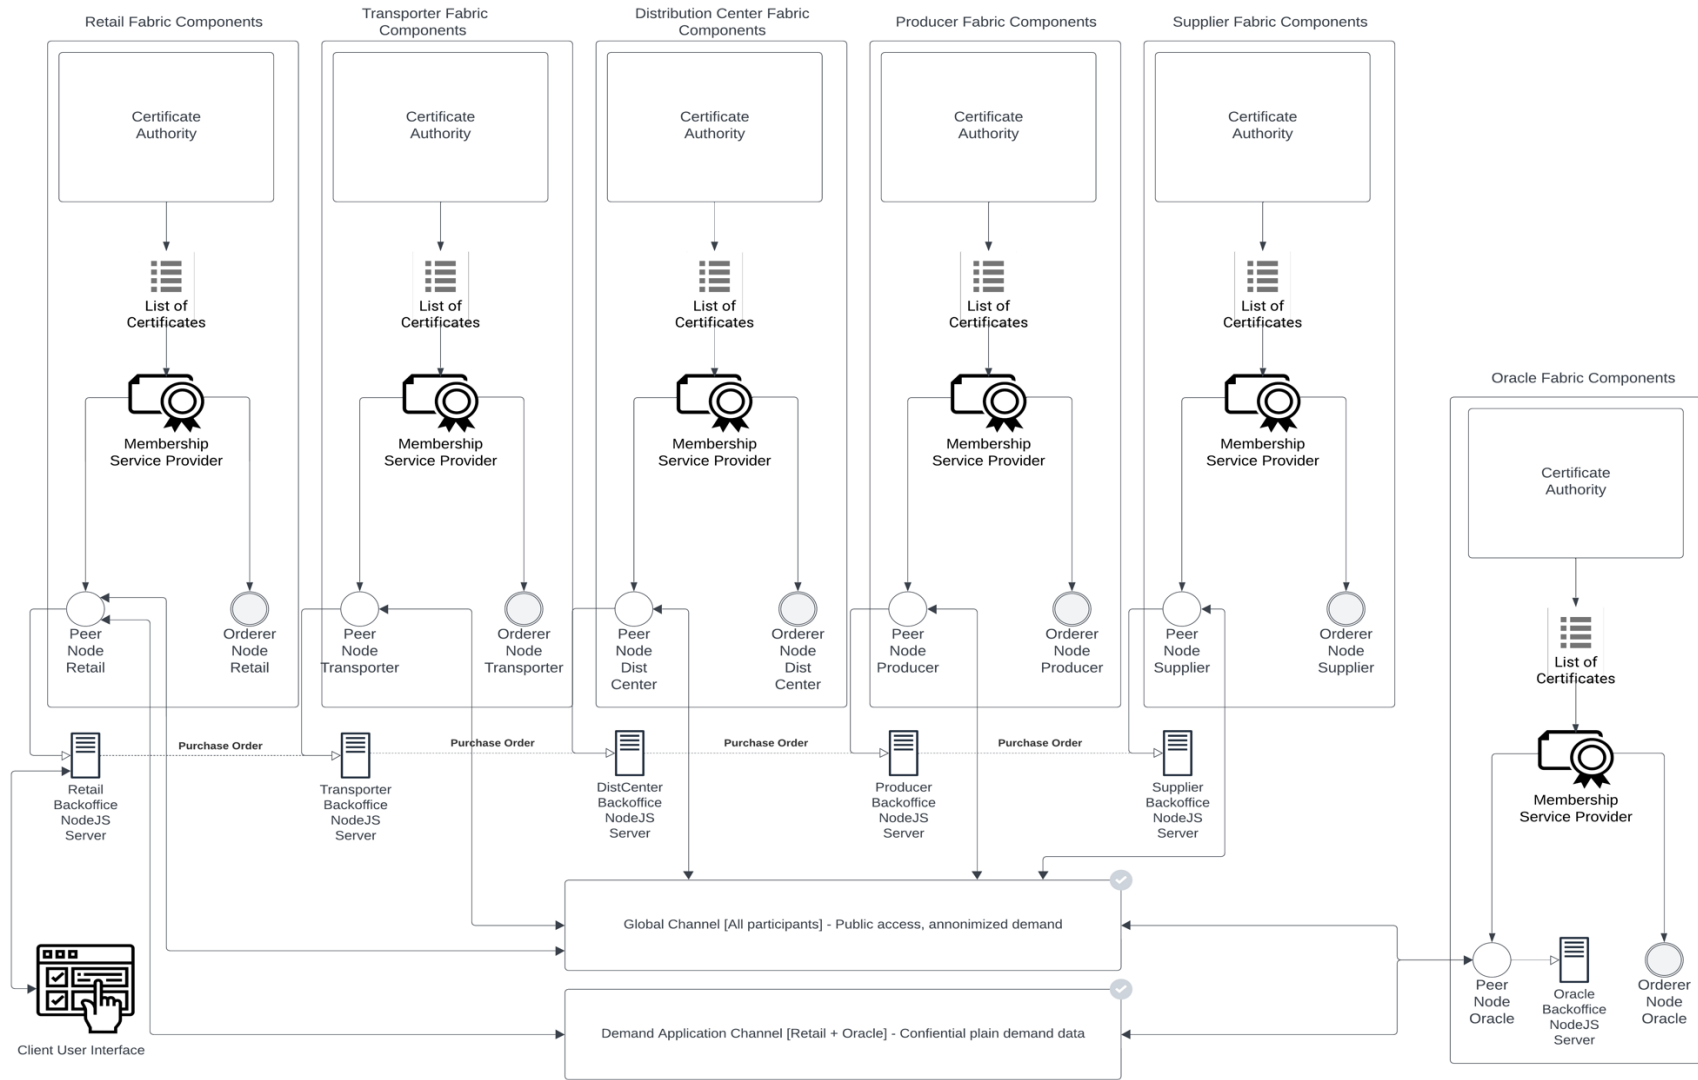 Retail Fabric Components
Transporter Fabric
Components
Distribution Center Fabric
Components
Producer Fabric Components
Supplier Fabric Components
Certificate
Authority
Certificate
Authority
Certificate
Authority
Certificate
Authority
Certificate
Authority
List of
Certificates
List of
Certificates
List of
Certificates
List of
Certificates
List of
Certificates
Membership
Service Provider
Membership
Service Provider
Membership
Service Provider
Membership
Service Provider
Membership
Service Provider
Oracle Fabric Components
Certificate
Authority
List of
Certificates
Membership
Service Provider
Peer
Node
Retail
Orderer
Node
Retail
Peer
Node
Transporter
Orderer
Node
Transporter
Peer
Node
Dist
Center
Orderer
Node
Dist
Center
Peer
Node
Producer
Orderer
Node
Producer
Peer
Node
Supplier
Orderer
Node
Supplier
Purchase Order
Purchase Order
Purchase Order
Purchase Order
Retail
Backoffice
NodeJS
Server
Transporter
Backoffice
NodeJS
Server
DistCenter
Backoffice
NodeJS
Server
Producer
Backoffice
NodeJS
Server
Supplier
Backoffice
NodeJS
Server
Global Channel [All participants] - Public access, annonimized demand
Demand Application Channel [Retail + Oracle] - Confiential plain demand data
Client User Interface
Peer
Node
Oracle
Oracle
Backoffice
NodeJS
Server
Orderer
Node
Oracle